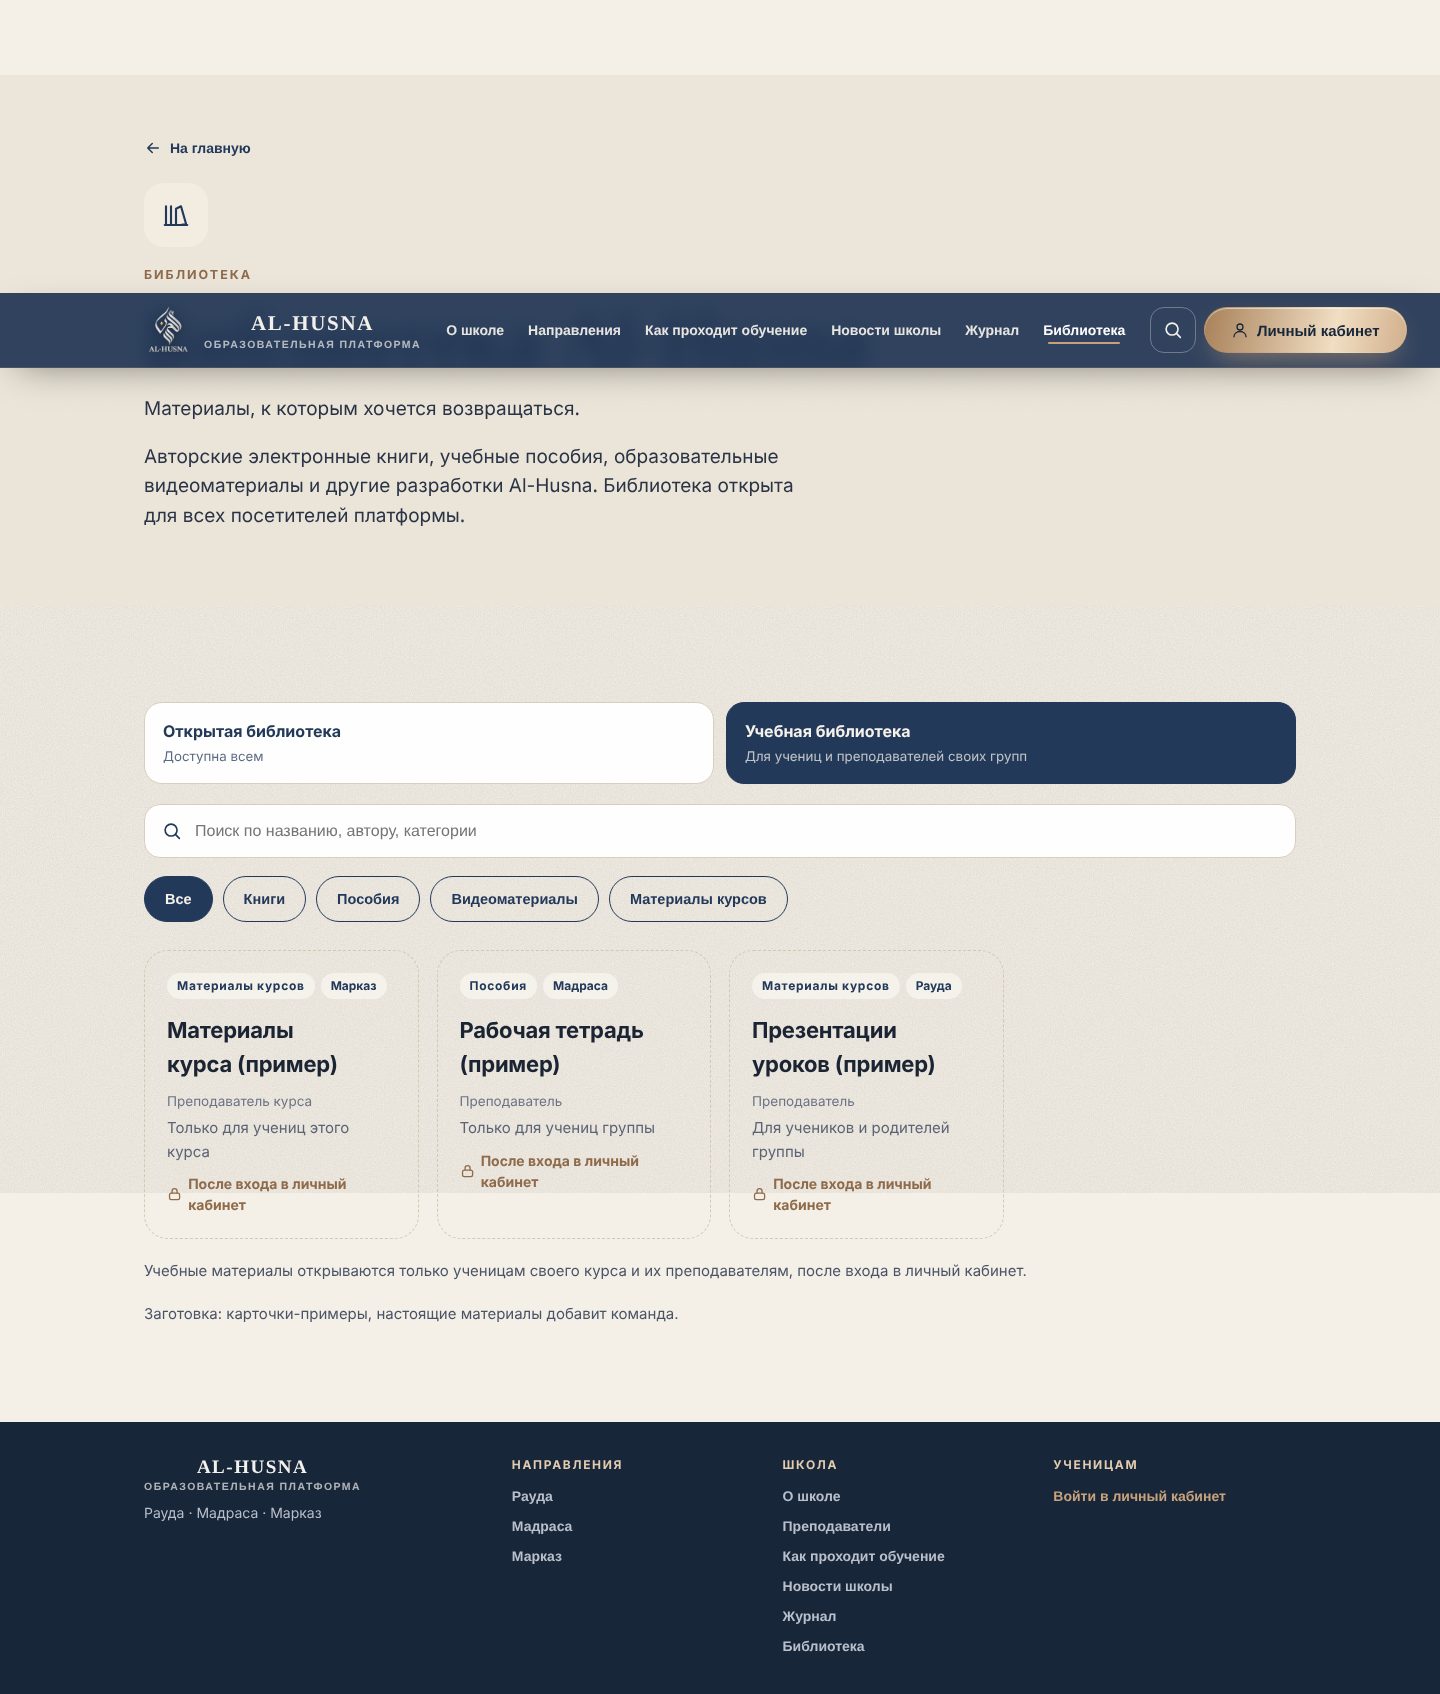 На главную
БИБЛИОТЕКА
AL-HUSNA
AL-HUSNA
ОБРАЗОВАТЕЛЬНАЯ ПЛАТФОРМА
О школе
Направления
Как проходит обучение
Новости школы
Журнал
Библиотека
Личный кабинет
Материалы, к которым хочется возвращаться.
Авторские электронные книги, учебные пособия, образовательные
видеоматериалы и другие разработки Al-Husna. Библиотека открыта
для всех посетителей платформы.
Открытая библиотека
Доступна всем
Учебная библиотека
Для учениц и преподавателей своих групп
Поиск по названию, автору, категории
Все
Книги
Пособия
Видеоматериалы
Материалы курсов
Материалы курсов
Марказ
Материалы
курса (пример)
Преподаватель курса
Только для учениц этого
курса
После входа в личный
кабинет
Пособия
Мадраса
Рабочая тетрадь
(пример)
Преподаватель
Только для учениц группы
После входа в личный
кабинет
Материалы курсов
Рауда
Презентации
уроков (пример)
Преподаватель
Для учеников и родителей
группы
После входа в личный
кабинет
Учебные материалы открываются только ученицам своего курса и их преподавателям, после входа в личный кабинет.
Заготовка: карточки-примеры, настоящие материалы добавит команда.
AL-HUSNA
ОБРАЗОВАТЕЛЬНАЯ ПЛАТФОРМА
Рауда · Мадраса · Марказ
НАПРАВЛЕНИЯ
Рауда
Мадраса
Марказ
ШКОЛА
О школе
Преподаватели
Как проходит обучение
Новости школы
Журнал
Библиотека
УЧЕНИЦАМ
Войти в личный кабинет